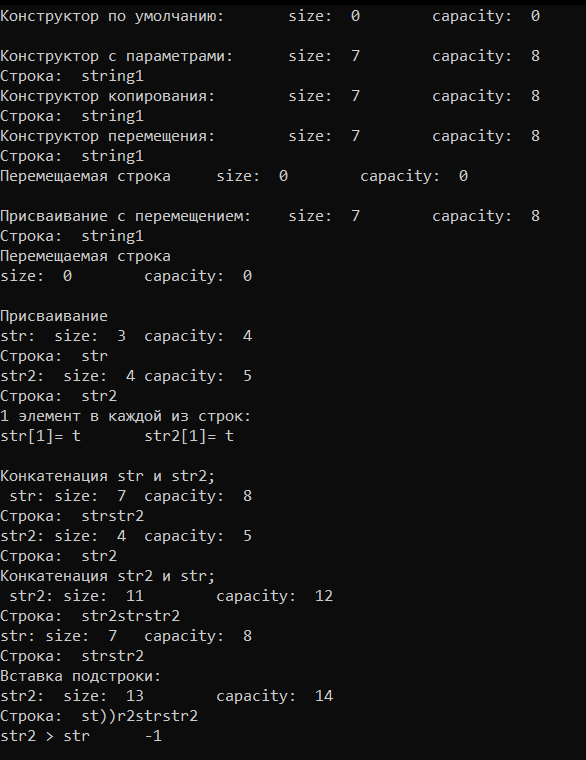 Конструктор по умолчанию: size: 0 capacity: 0
Конструктор с параметрами: size: 7 capacity: 8
Строка: string1
Конструктор копирования: size: 7 capacity: 8
Строка: string1
Конструктор перемещения: size: 7 capacity: 8
Строка: string1
Перемещаемая строка size: 0 capacity: 0
Присваивание с перемещением: size: 7 capacity: 8
Строка: string1
Перемещаемая строка
size: 0 capacity: 0
Присваивание
str: size: 3 capacity: 4
Строка: str
str2: size: 4 capacity: 5
Строка: str2
1 элемент в каждой из строк:
str[1]= t str2[1]= t
Конкатенация str и str2;
str: size: 7 capacity: 8
Строка: strstr2
str2: size: 4 capacity: 5
Строка: str2
Конкатенация str2 и str;
str2: size: 11 capacity: 12
Строка: str2strstr2
str: size: 7 capacity: 8
Строка: strstr2
Вставка подстроки:
str2: size: 13 capacity: 14
Строка: st))r2strstr2
str2 > str -1